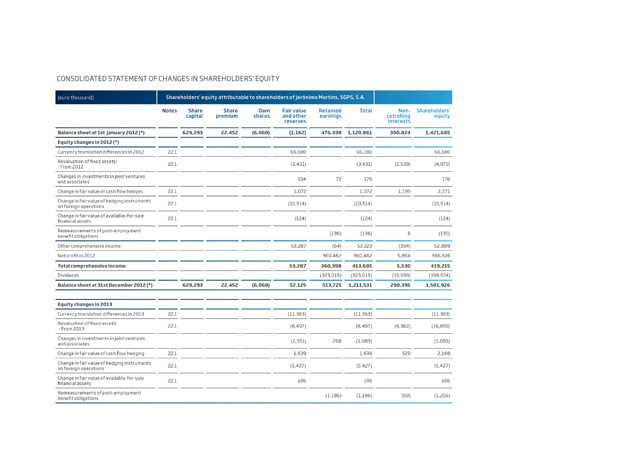 CONSOLIDATED STATEMENT OF CHANGES IN SHAREHOLDERS' EQUITY
(euro thousand) Shareholders' equity attributable to shareholders of Jerónimo Martins, SGPS, S.A.
Notes Share capital Share premium Own shares Fair value and other reserves Retained earnings Total Non-cotrolling interests Shareholders' equity
Balance sheet at 1st January 2012 (*) 629,293 22,452 (6,060) (1,162) 476,338 1,120,861 300,824 1,421,685
Equity changes in 2012 (*)
Currency translation differences in 2012 22.1 66,180 66,180 66,180
Revaluation of fixed assets:
- From 2012 22.1 (3,431) (3,431) (1,539) (4,970)
Changes in investments in joint ventures
and associates 104 72 176 176
Change in fair value of cash flow hedges 22.1 1,072 1,072 1,199 2,271
Change in fair value of hedging instruments
on foreign operations 22.1 (10,514) (10,514) (10,514)
Change in fair value of available-for-sale
financial assets 22.1 (124) (124) (124)
Remeasurements of post-employment
benefit obligations (136) (136) 6 (130)
Other comprehensive income 53,287 (64) 53,223 (334) 52,889
Net profit in 2012 360,462 360,462 5,864 366,326
Total comprehensive income 53,287 360,398 413,685 5,530 419,215
Dividends (323,015) (323,015) (15,959) (338,974)
Balance sheet at 31st December 2012 (*) 629,293 22,452 (6,060) 52,125 513,721 1,211,531 290,395 1,501,926
Equity changes in 2013
Currency translation differences in 2013 22.1 (11,363) (11,363) (11,363)
Revaluation of fixed assets:
- From 2013 22.1 (8,497) (8,497) (8,362) (16,859)
Changes in investments in joint ventures
and associates (1,351) 268 (1,083) (1,083)
Change in fair value of cash flow hedging 22.1 1,639 1,639 529 2,168
Change in fair value of hedging instruments
on foreign operations 22.1 (5,427) (5,427) (5,427)
Change in fair value of available-for-sale
financial assets 22.1 186 186 186
Remeasurements of post-employment
benefit obligations (1,196) (1,196) (60) (1,256)